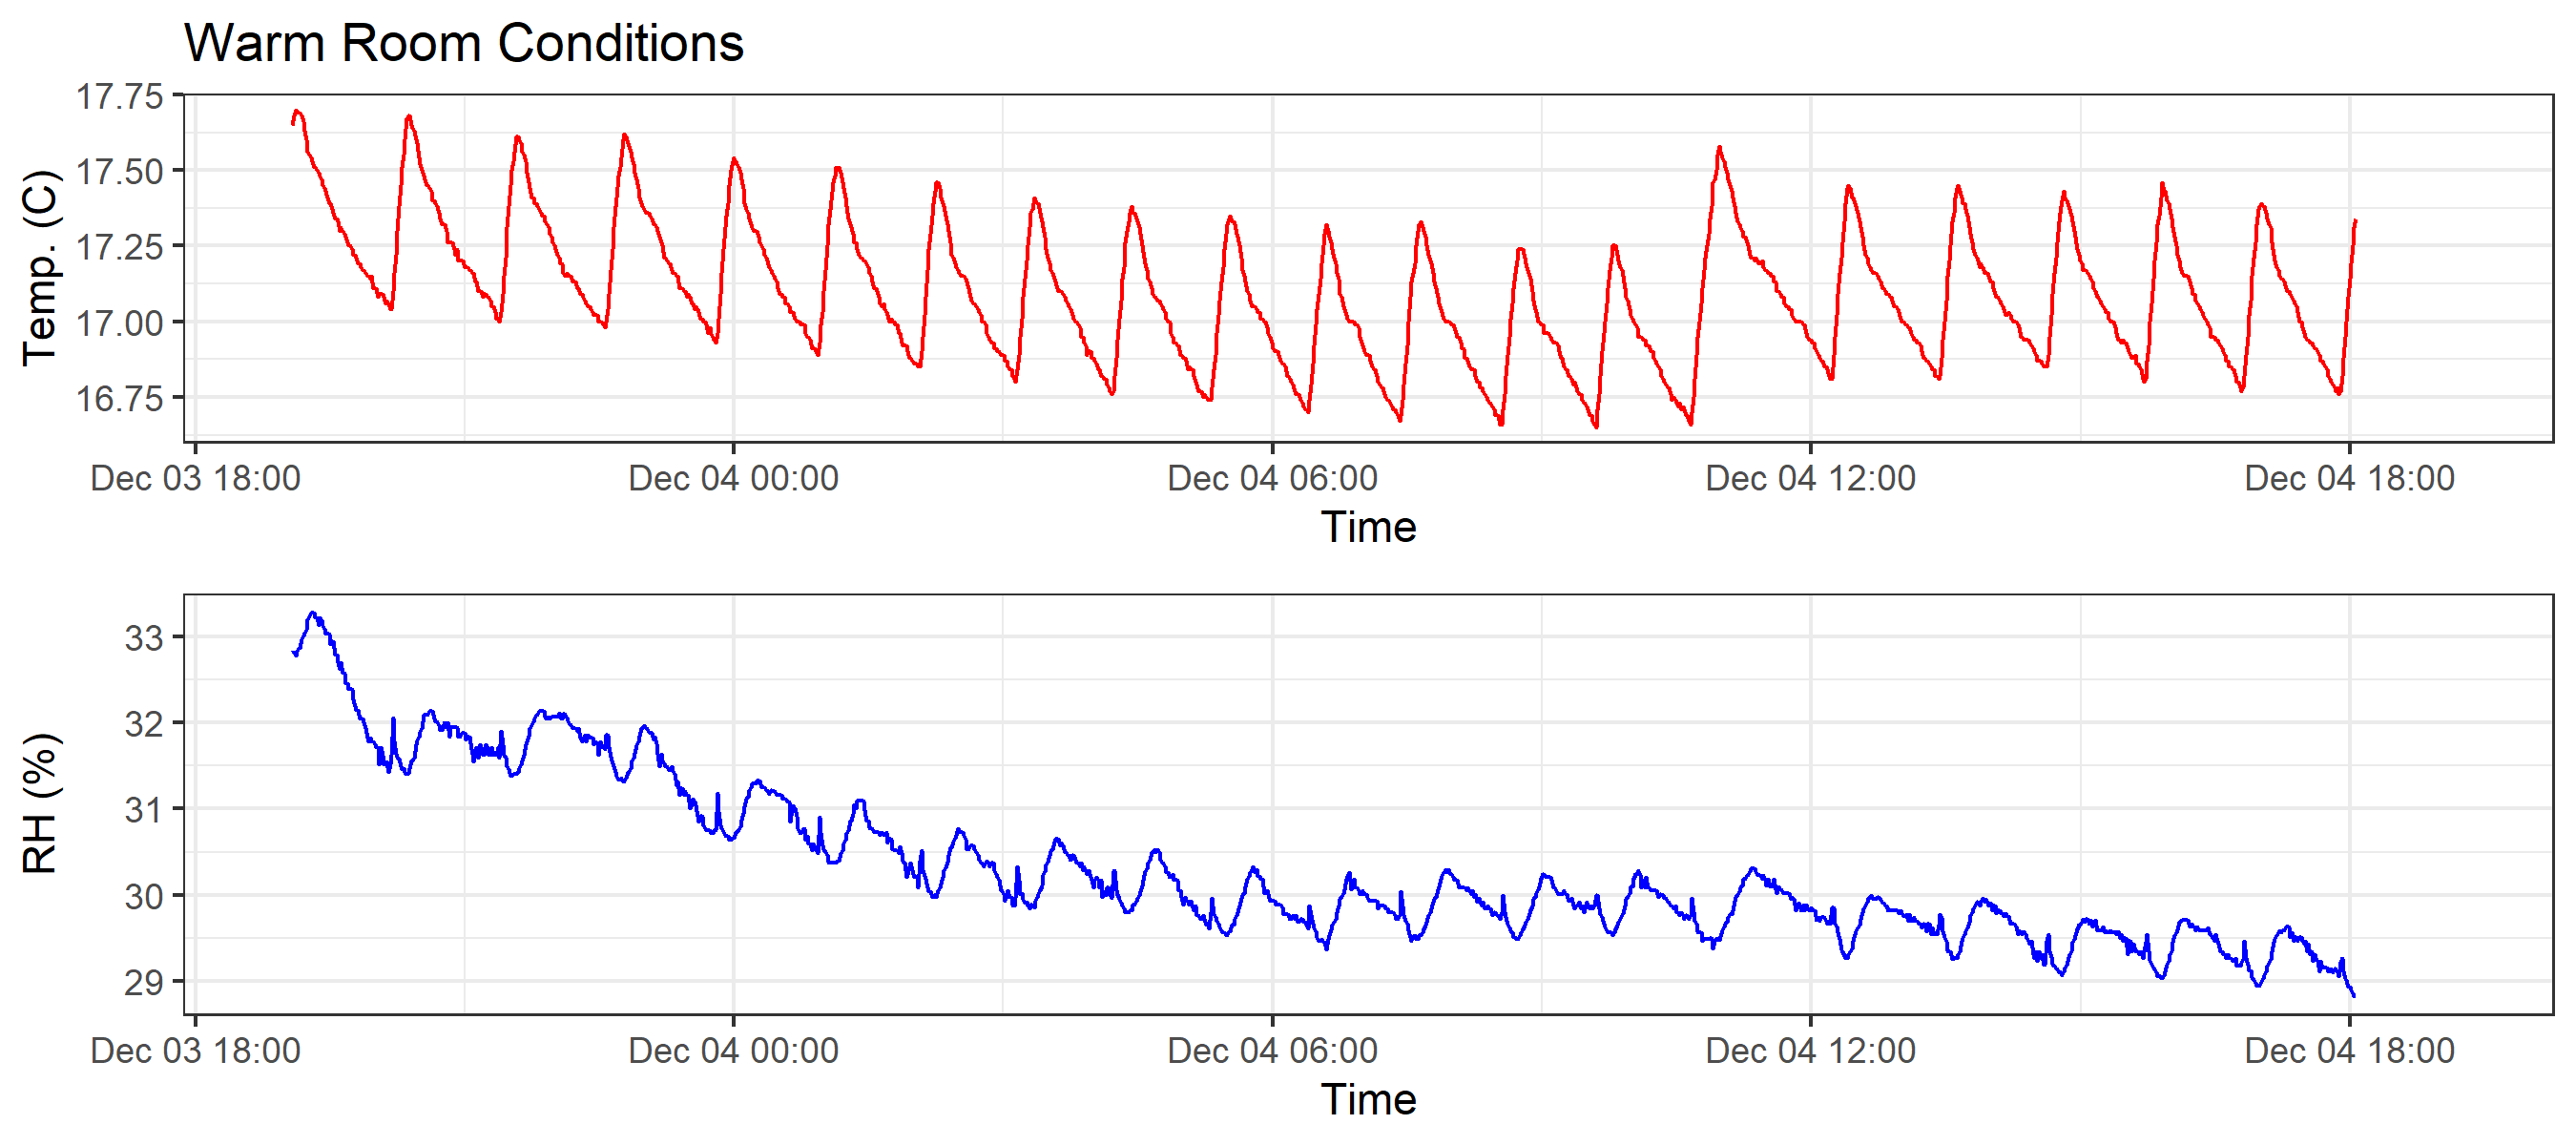 Warm Room Conditions
Temp. (C)
17.75
17.50
17.25
17.00
16.75
Dec 03 18:00 Dec 04 00:00 Dec 04 06:00 Dec 04 12:00 Dec 04 18:00
Time
RH (%)
33
32
31
30
29
Dec 03 18:00 Dec 04 00:00 Dec 04 06:00 Dec 04 12:00 Dec 04 18:00
Time